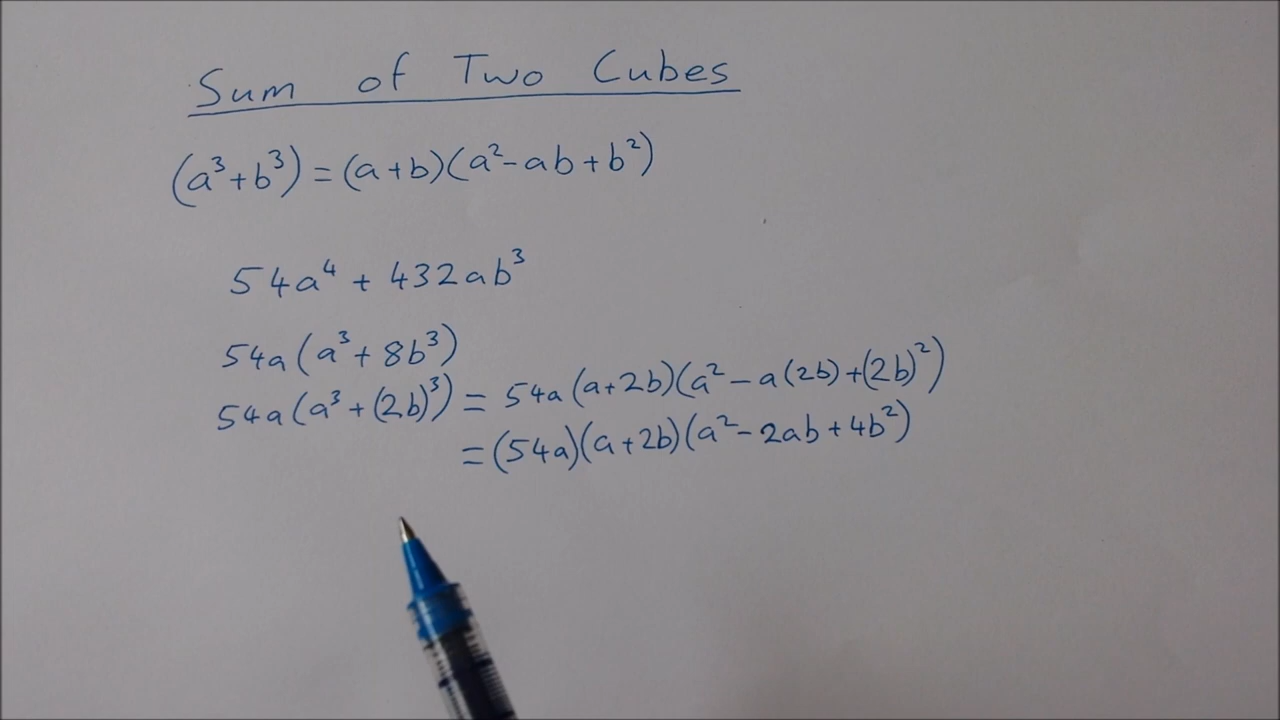 Sum of Two Cubes
(a³+b³)=(a+b)(a²-ab+b²)
54a⁴ + 432ab³
54a(a³+8b³)
54a(a³+(2b)³) = 54a(a+2b)(a²-a(2b)+(2b)²)
=(54a)(a+2b)(a²-2ab+4b²)